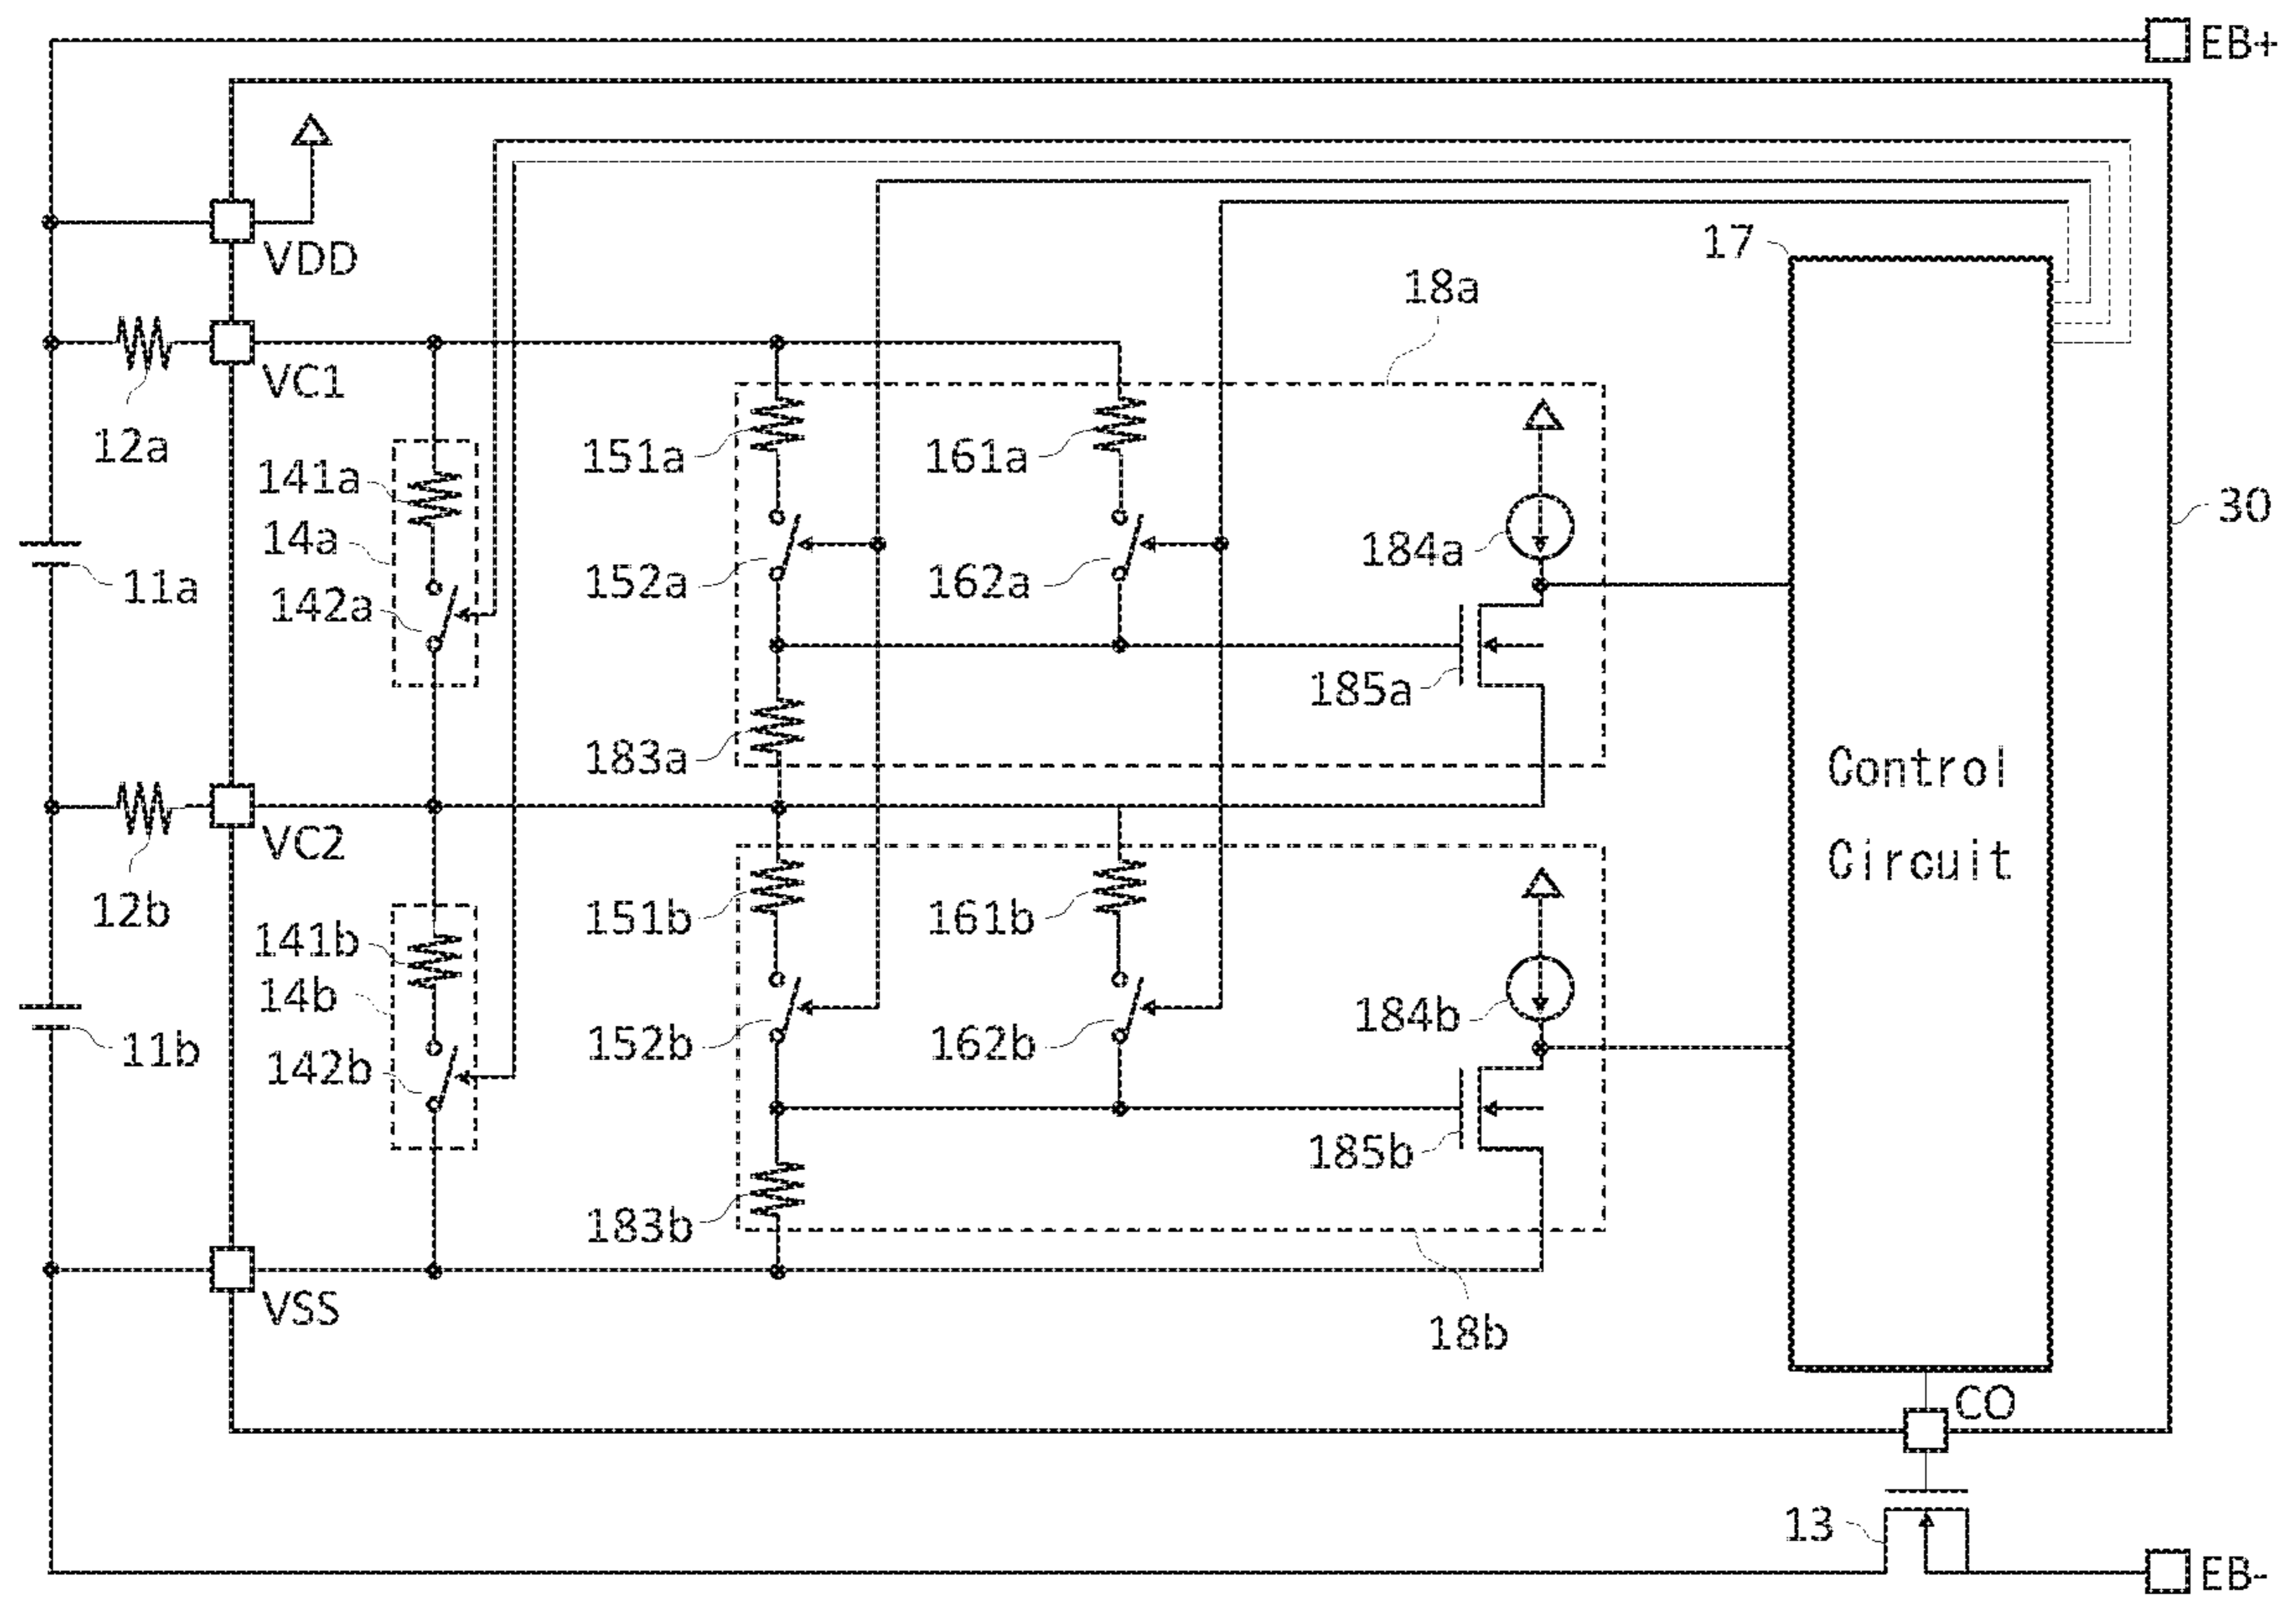 EB+
VDD
17
18a
VC1
12a
151a
161a
141a
30
14a
184a
11a
152a
162a
142a
185a
183a
Control
Circuit
VC2
12b
151b
161b
141b
14b
184b
11b
152b
162b
142b
185b
183b
VSS
18b
CO
13
EB-